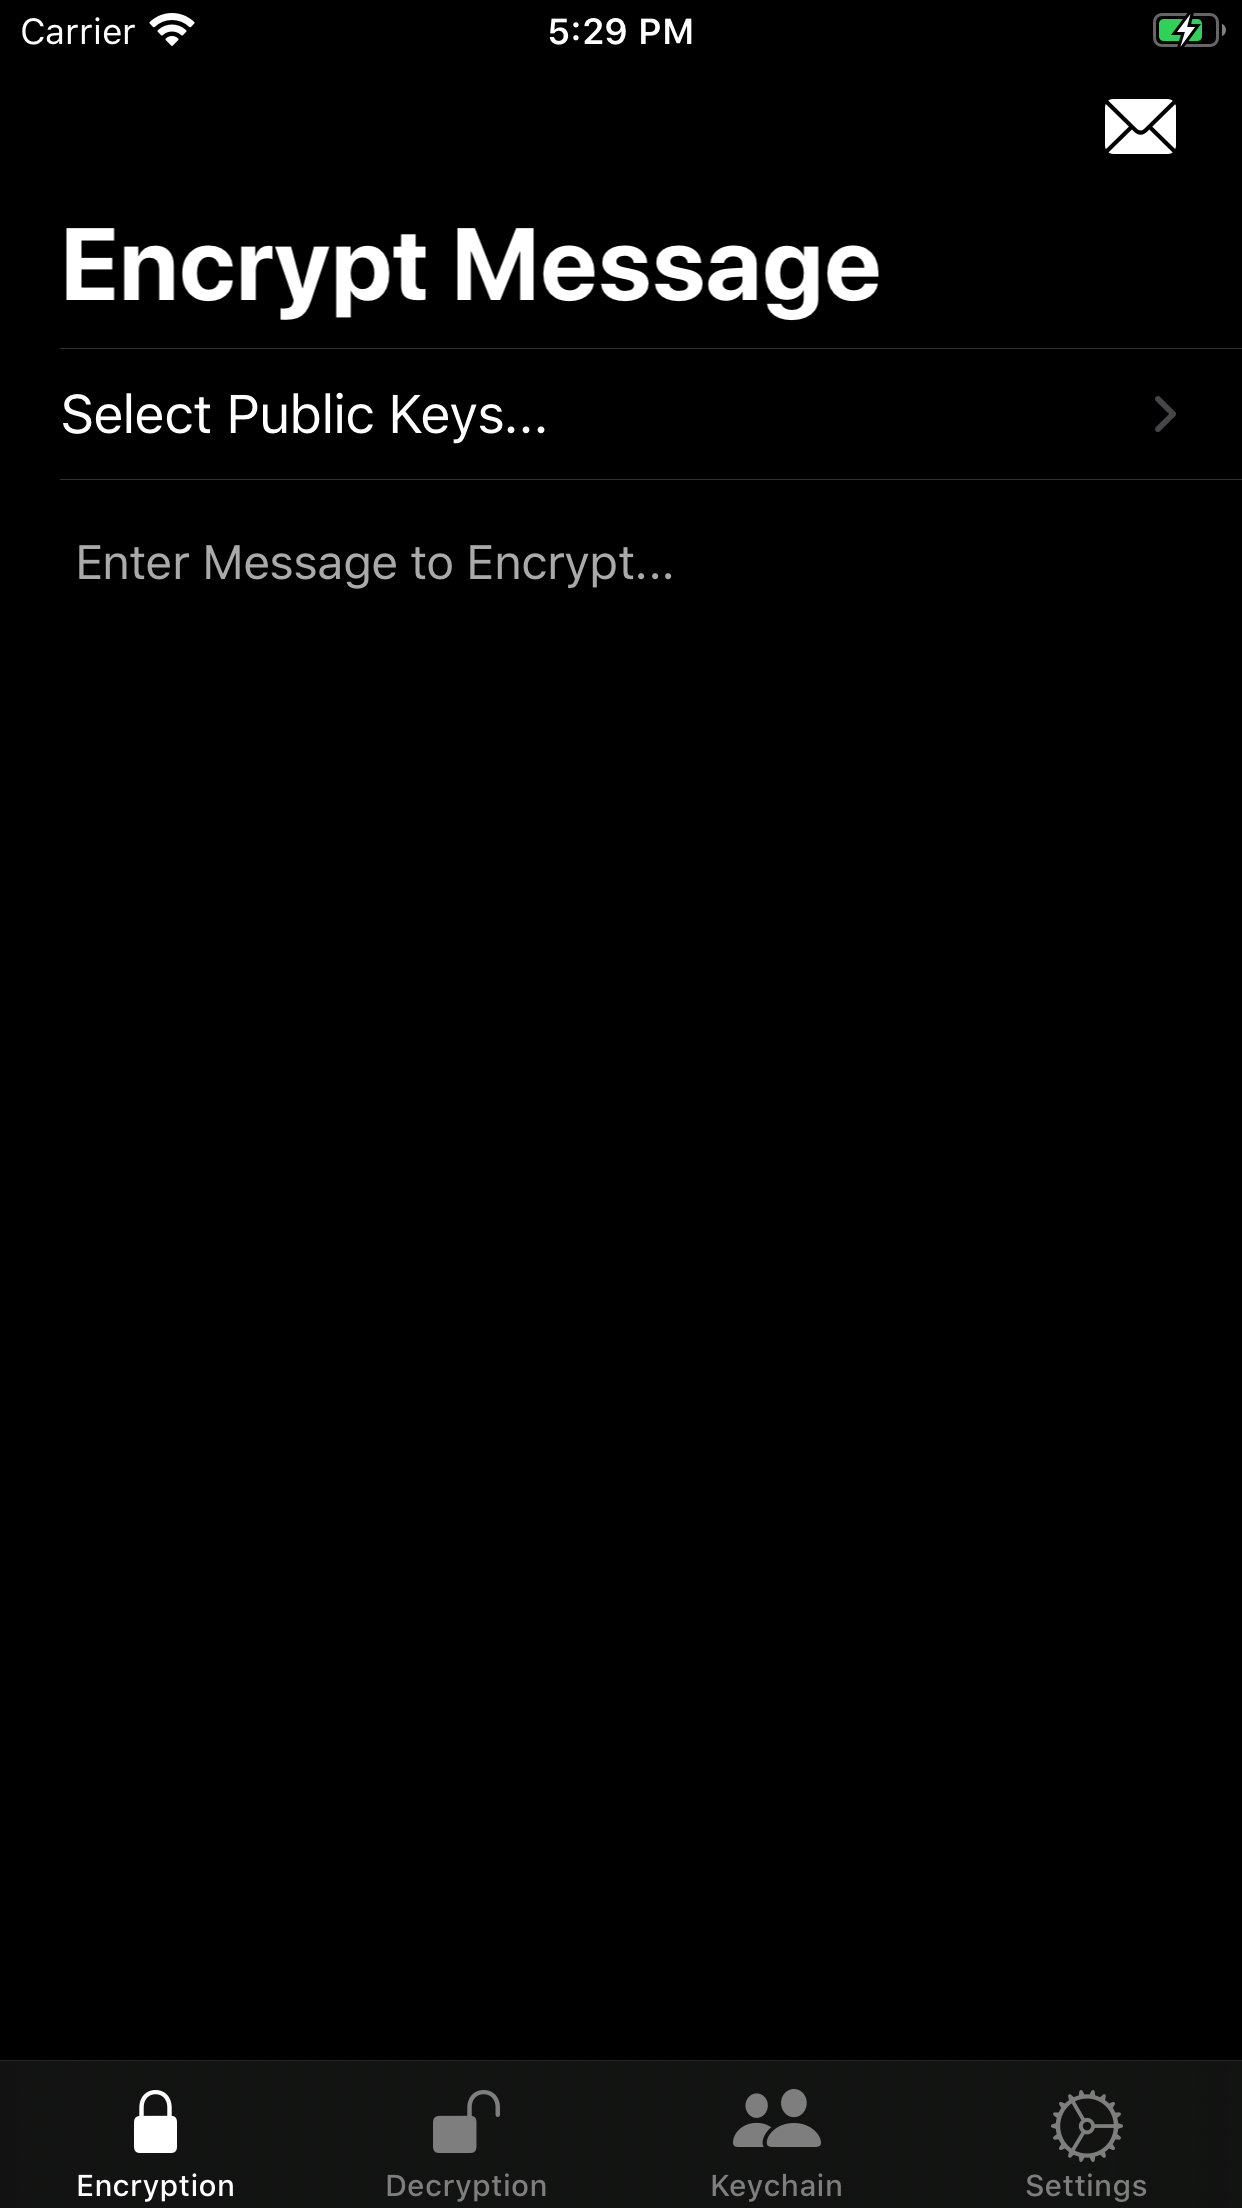 Carrier 5:29 PM
Encrypt Message
Select Public Keys...
Enter Message to Encrypt...
Encryption Decryption Keychain Settings